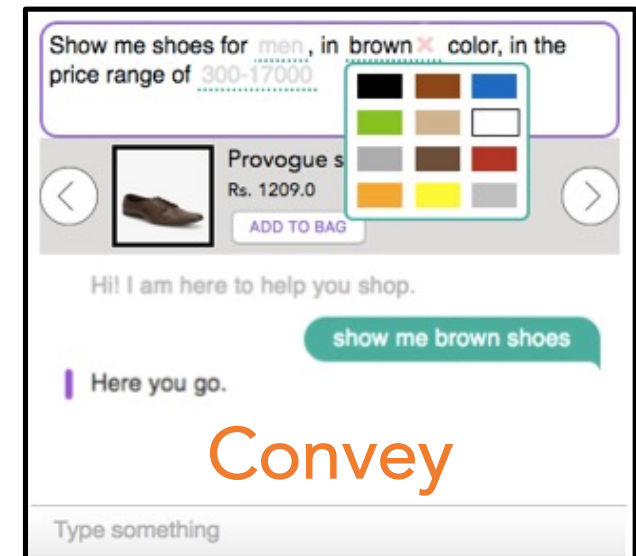 Show me shoes for men , in brown× color, in the
price range of 300-17000
Provogue s
Rs. 1209.0
ADD TO BAG
Hi! I am here to help you shop.
show me brown shoes
Here you go.
Convey
Type something